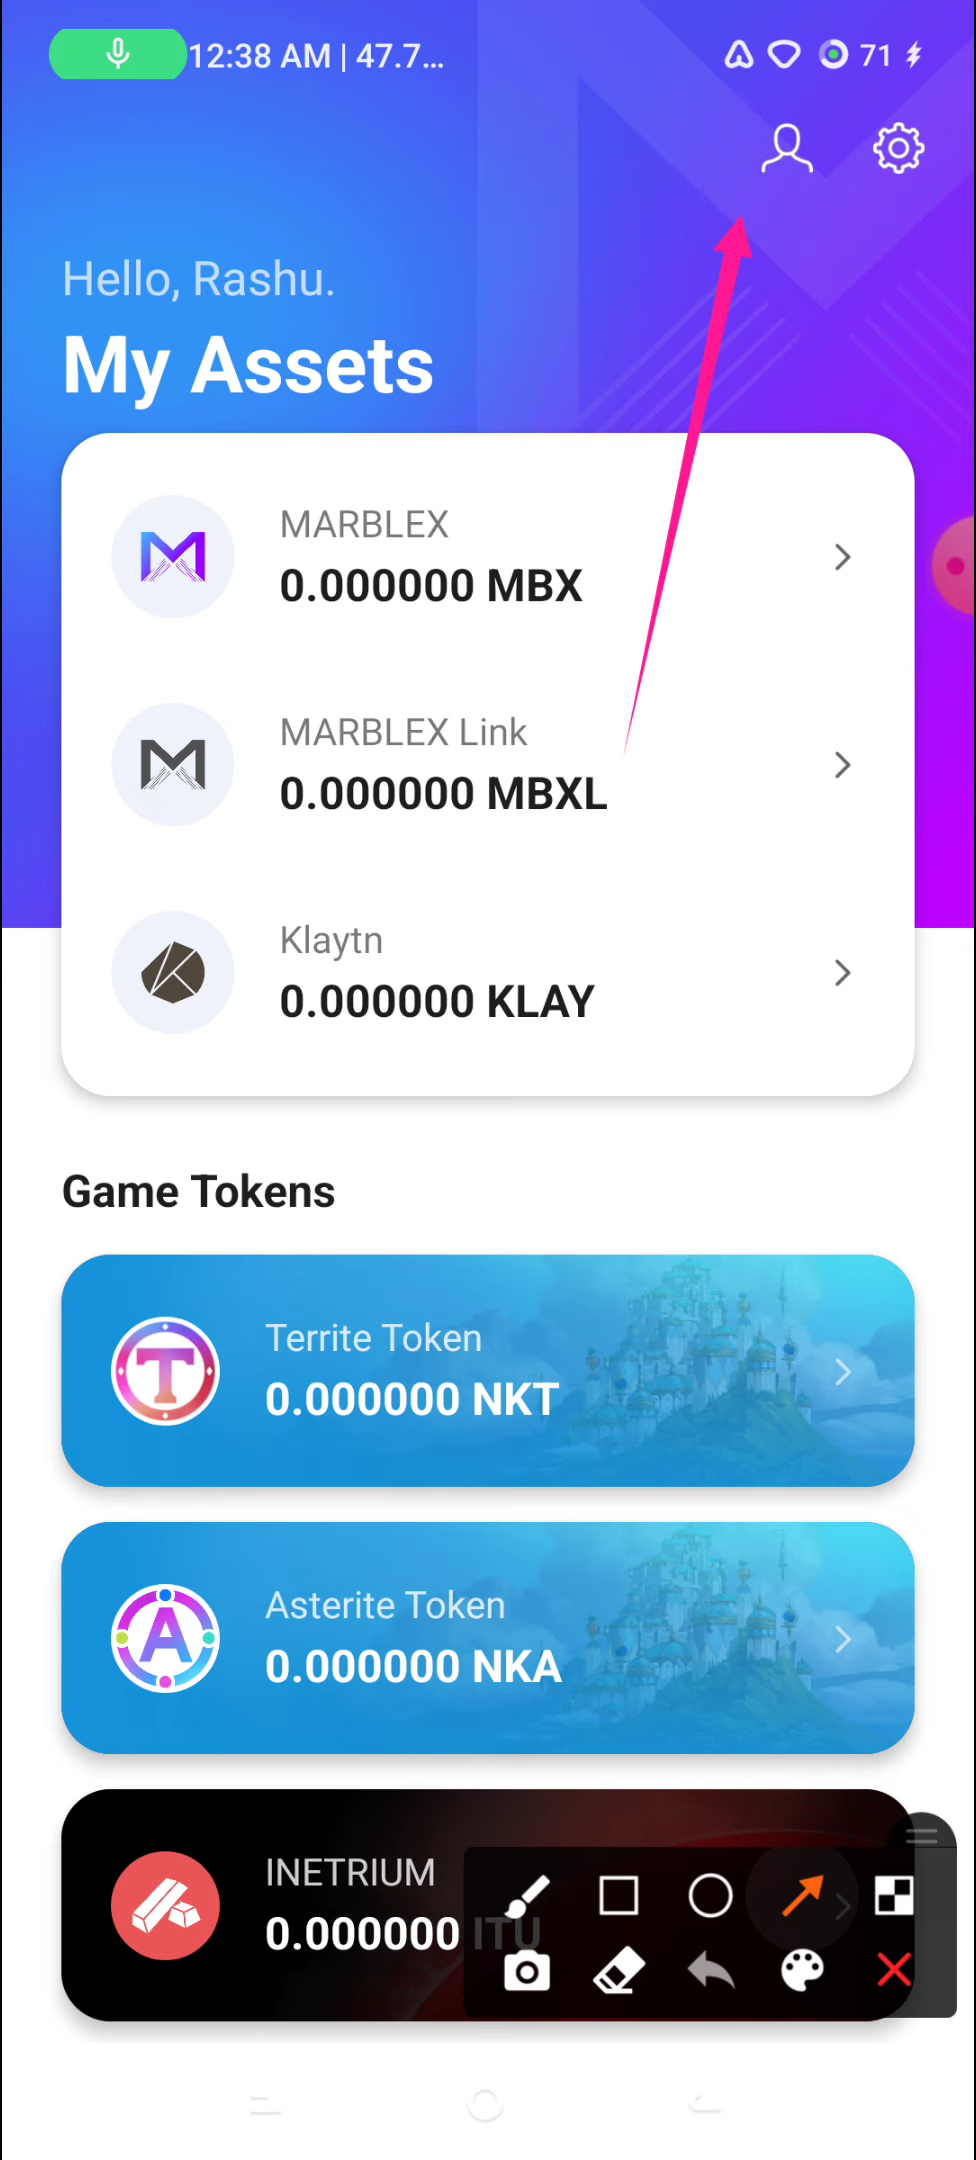 12:38 AM | 47.7...
71
Hello, Rashu.
My Assets
MARBLEX
0.000000 MBX
MARBLEX Link
0.000000 MBXL
Klaytn
0.000000 KLAY
Game Tokens
T
Territe Token
0.000000 NKT
A
Asterite Token
0.000000 NKA
INETRIUM
0.000000 ITU